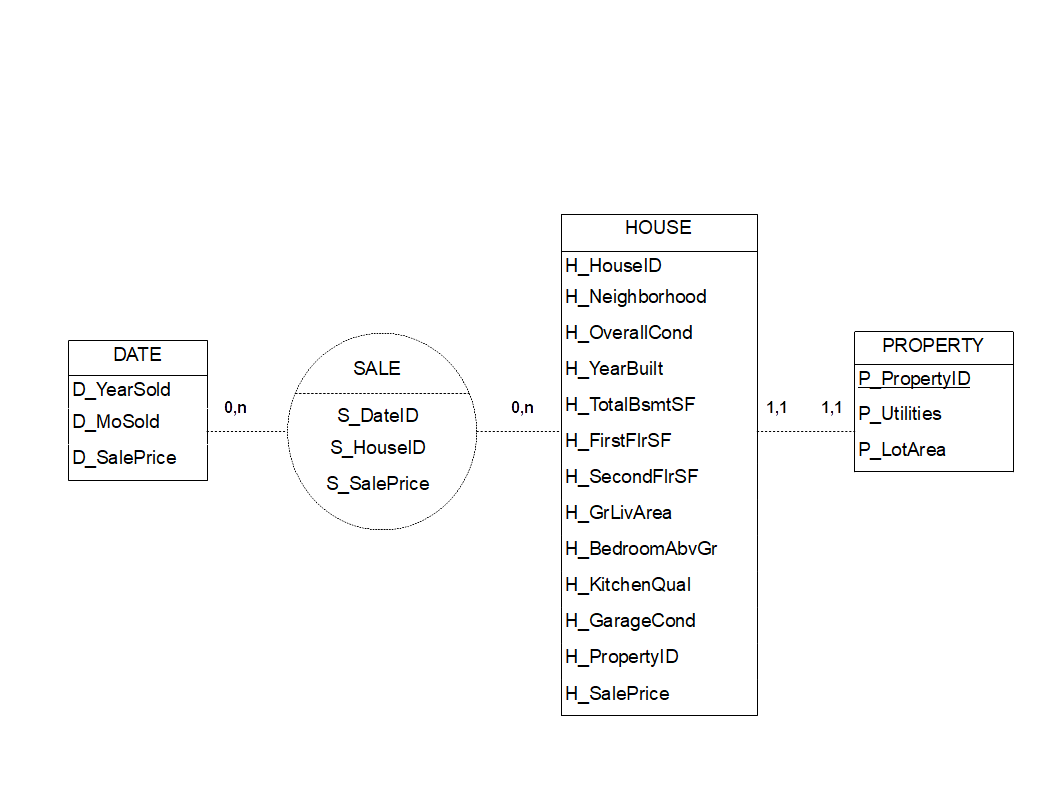 DATE
D_YearSold
D_MoSold
D_SalePrice
0,n
SALE
S_DateID
S_HouseID
S_SalePrice
0,n
HOUSE
H_HouseID
H_Neighborhood
H_OverallCond
H_YearBuilt
H_TotalBsmtSF
H_FirstFlrSF
H_SecondFlrSF
H_GrLivArea
H_BedroomAbvGr
H_KitchenQual
H_GarageCond
H_PropertyID
H_SalePrice
1,1
1,1
PROPERTY
P_PropertyID
P_Utilities
P_LotArea